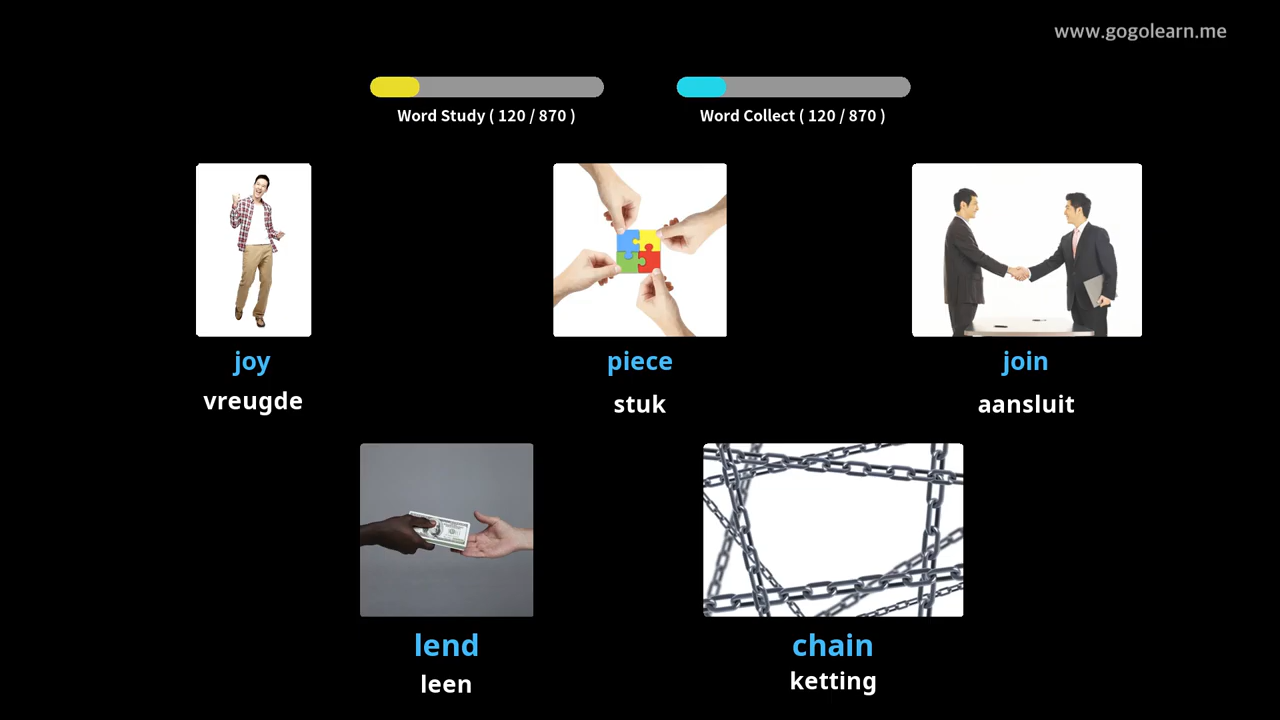 www.gogolearn.me
Word Study ( 120 / 870 )
Word Collect ( 120 / 870 )
joy
vreugde
piece
stuk
join
aansluit
lend
leen
chain
ketting